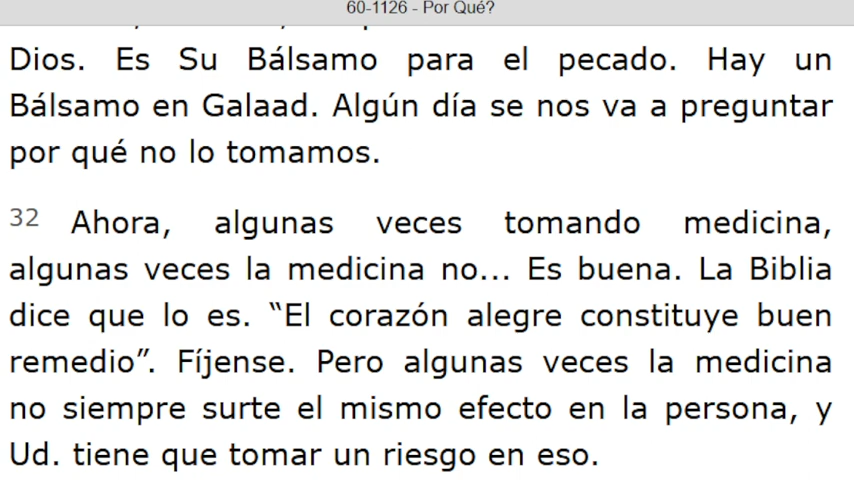 60-1126 - Por Qué?
Dios. Es Su Bálsamo para el pecado. Hay un
Bálsamo en Galaad. Algún día se nos va a preguntar
por qué no lo tomamos.
32 Ahora, algunas veces tomando medicina,
algunas veces la medicina no... Es buena. La Biblia
dice que lo es. “El corazón alegre constituye buen
remedio”. Fíjense. Pero algunas veces la medicina
no siempre surte el mismo efecto en la persona, y
Ud. tiene que tomar un riesgo en eso.